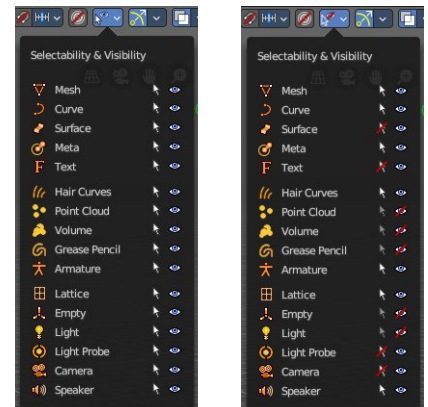 Selectability & Visibility
Mesh
Curve
Surface
Meta
Text
Hair Curves
Point Cloud
Volume
Grease Pencil
Armature
Lattice
Empty
Light
Light Probe
Camera
Speaker
Selectability & Visibility
Mesh
Curve
Surface
Meta
Text
Hair Curves
Point Cloud
Volume
Grease Pencil
Armature
Lattice
Empty
Light
Light Probe
Camera
Speaker